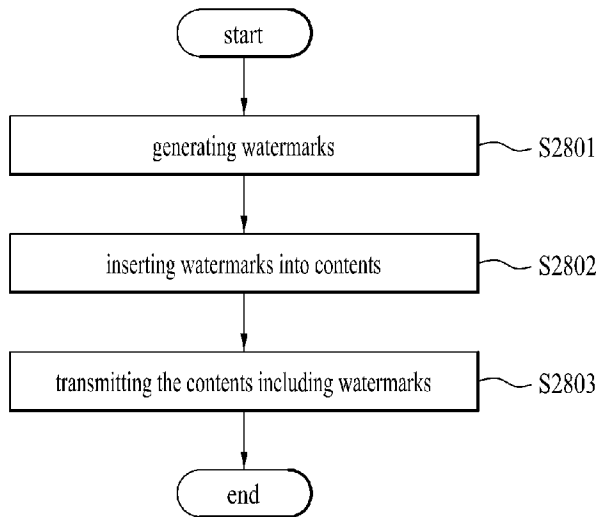 start
generating watermarks
S2801
inserting watermarks into contents
S2802
transmitting the contents including watermarks
S2803
end